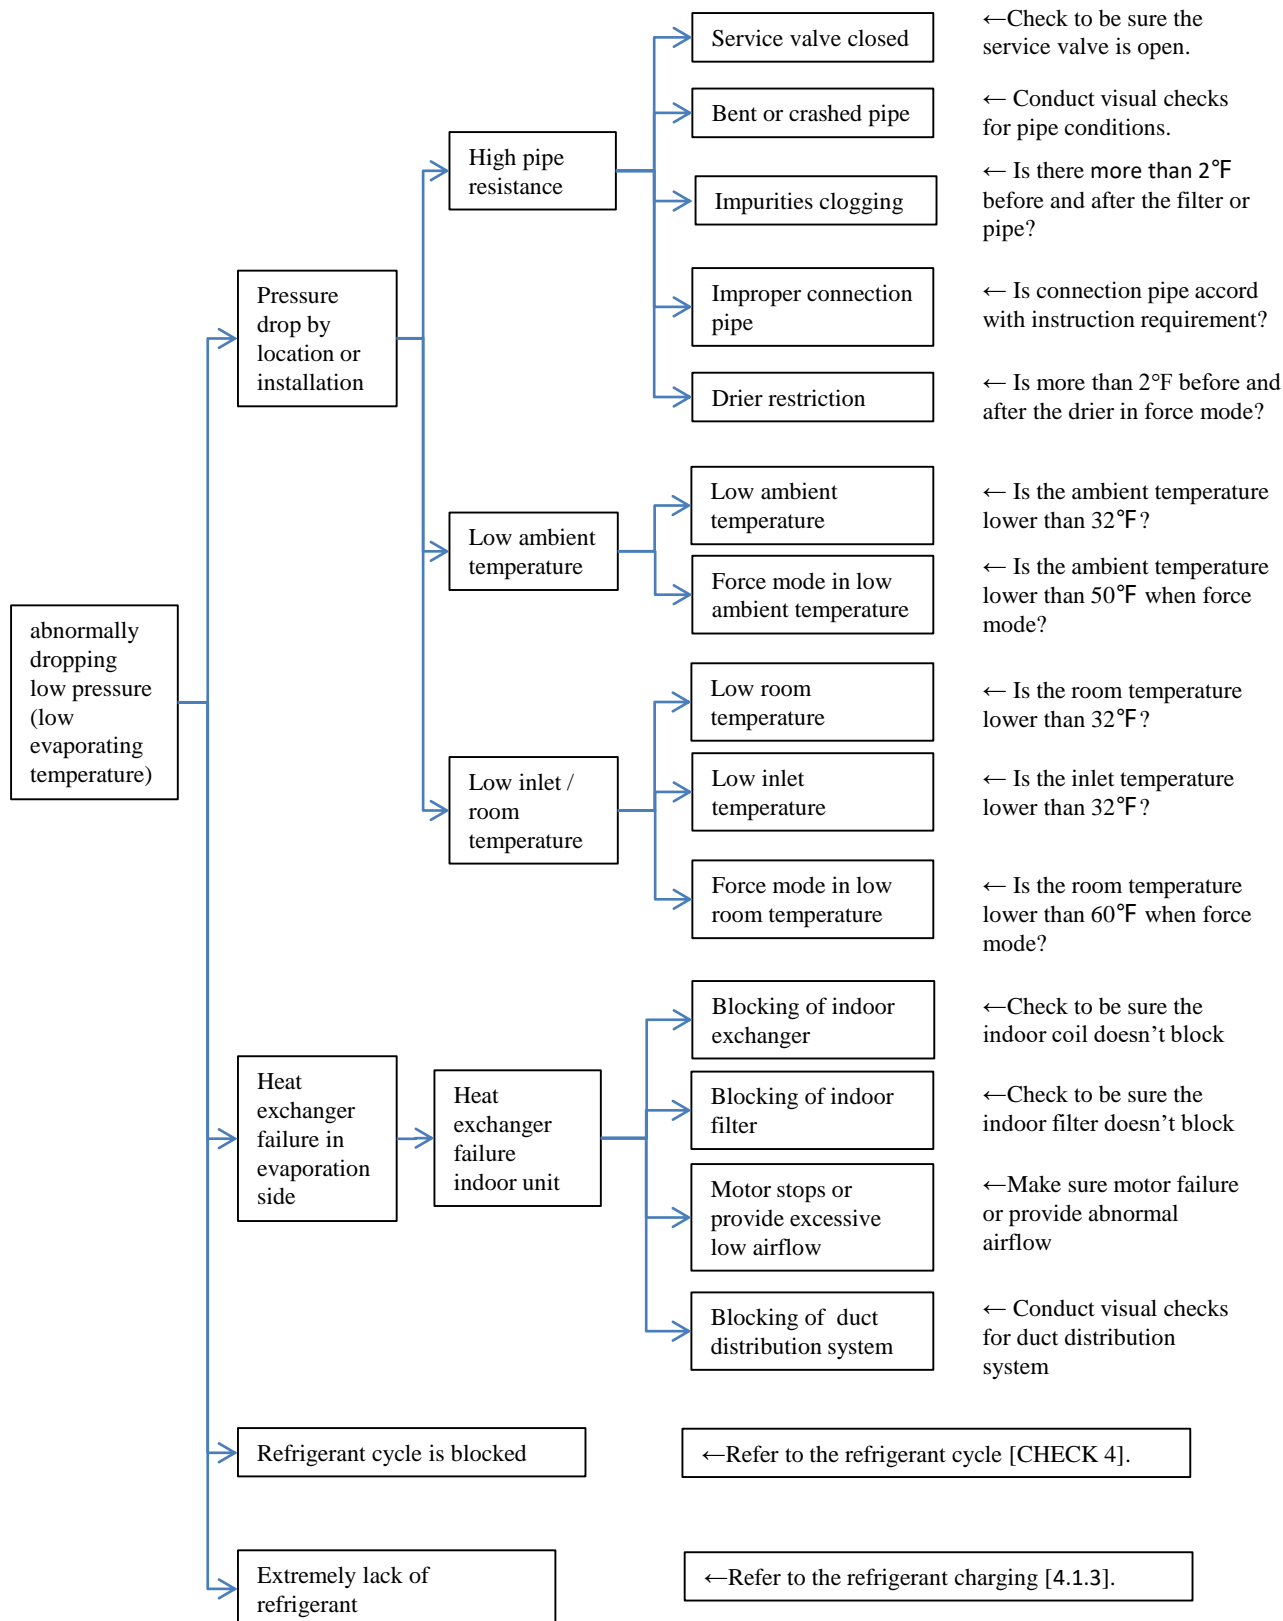 Service valve closed
←Check to be sure the
service valve is open.
Bent or crashed pipe
← Conduct visual checks
for pipe conditions.
High pipe
resistance
Impurities clogging
← Is there more than 2℉
before and after the filter or
pipe?
Pressure
drop by
location or
installation
Improper connection
pipe
← Is connection pipe accord
with instruction requirement?
Drier restriction
← Is more than 2°F before and
after the drier in force mode?
Low ambient
temperature
Low ambient
temperature
← Is the ambient temperature
lower than 32℉?
Force mode in low
ambient temperature
← Is the ambient temperature
lower than 50℉ when force
mode?
abnormally
dropping
low pressure
(low
evaporating
temperature)
Low room
temperature
← Is the room temperature
lower than 32℉?
Low inlet /
room
temperature
Low inlet
temperature
← Is the inlet temperature
lower than 32℉?
Force mode in low
room temperature
← Is the room temperature
lower than 60℉ when force
mode?
Blocking of indoor
exchanger
←Check to be sure the
indoor coil doesn’t block
Heat
exchanger
failure in
evaporation
side
Heat
exchanger
failure
indoor unit
Blocking of indoor
filter
←Check to be sure the
indoor filter doesn’t block
Motor stops or
provide excessive
low airflow
←Make sure motor failure
or provide abnormal
airflow
Blocking of duct
distribution system
← Conduct visual checks
for duct distribution
system
Refrigerant cycle is blocked
←Refer to the refrigerant cycle [CHECK 4].
Extremely lack of
refrigerant
←Refer to the refrigerant charging [4.1.3].